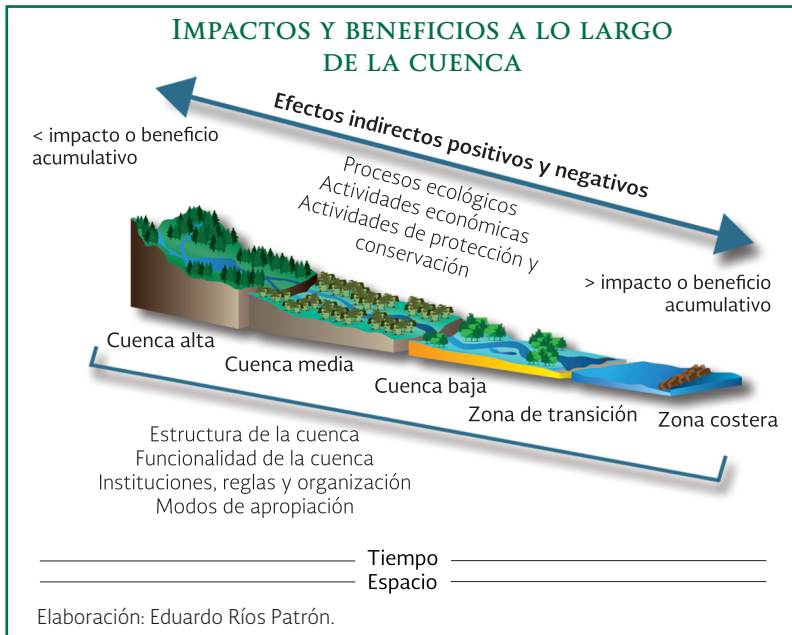 IMPACTOS Y BENEFICIOS A LO LARGO
DE LA CUENCA
Efectos indirectos positivos y negativos
< impacto o beneficio
acumulativo
Procesos ecológicos
Actividades económicas
Actividades de protección y
conservación
> impacto o beneficio
acumulativo
Cuenca alta
Cuenca media
Cuenca baja
Zona de transición
Zona costera
Estructura de la cuenca
Funcionalidad de la cuenca
Instituciones, reglas y organización
Modos de apropiación
Tiempo
Espacio
Elaboración: Eduardo Ríos Patrón.